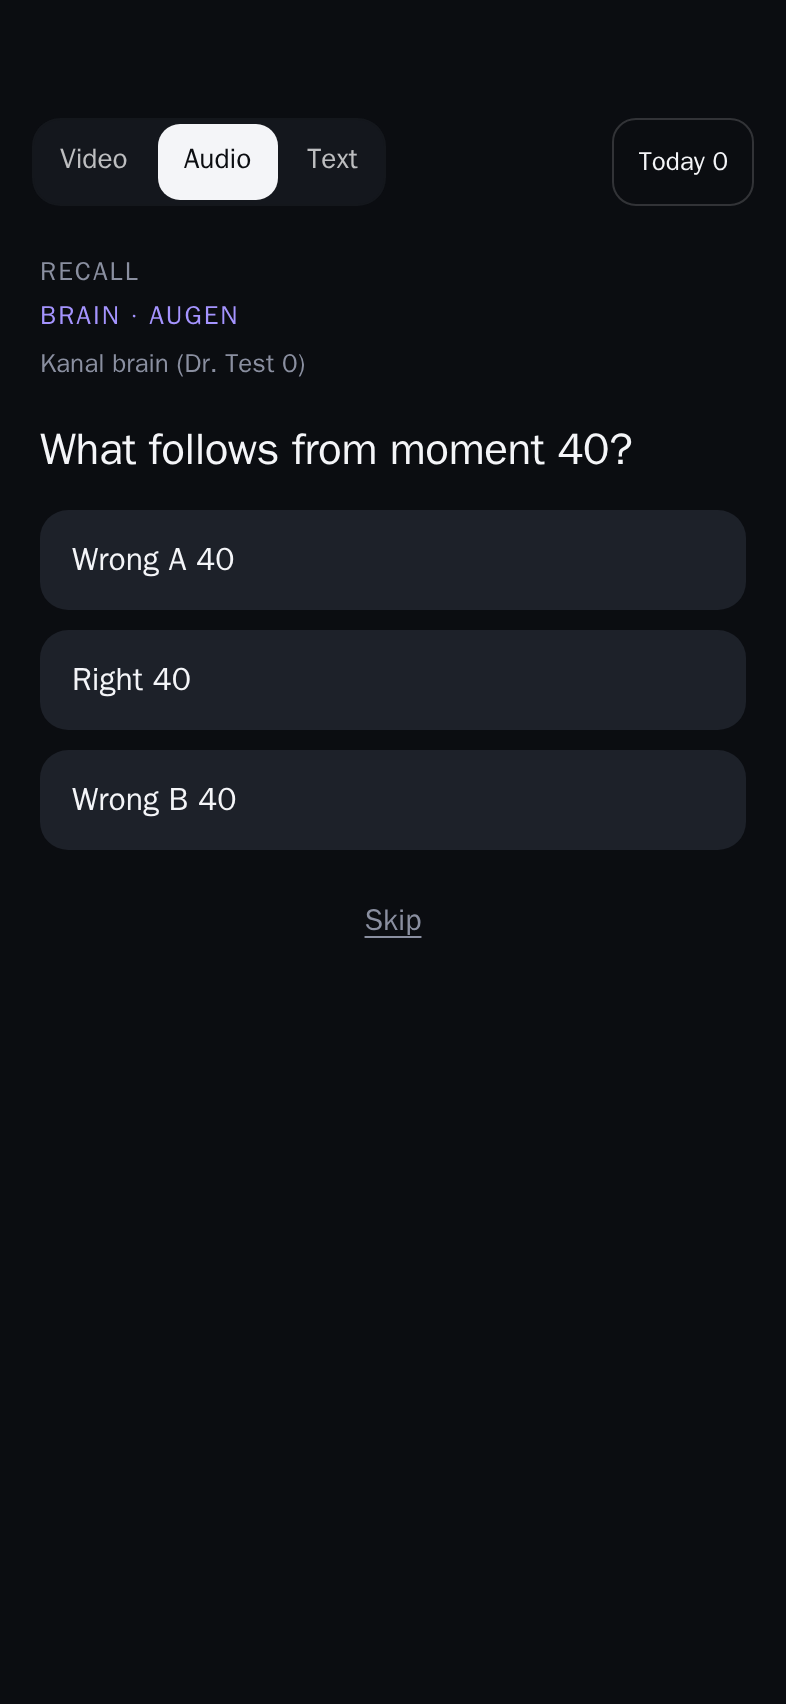 Video Audio Text Today 0
RECALL
BRAIN · AUGEN
Kanal brain (Dr. Test 0)
What follows from moment 40?
Wrong A 40
Right 40
Wrong B 40
Skip